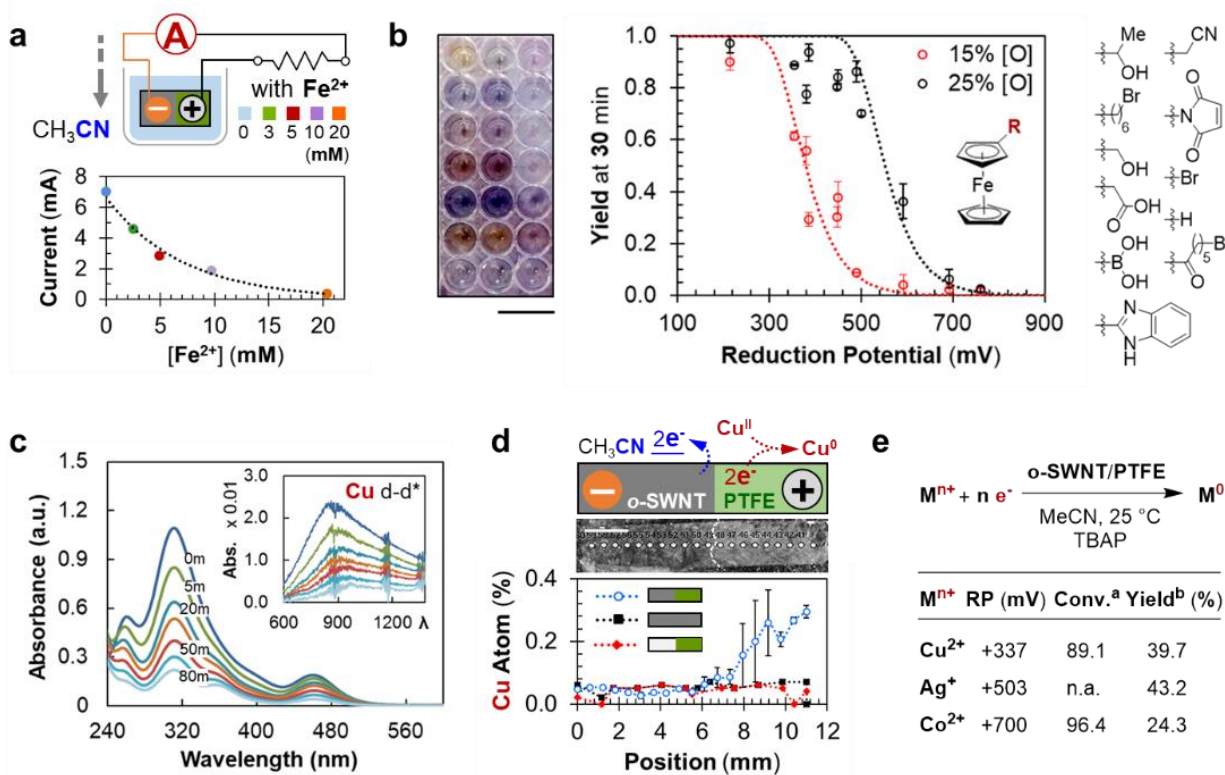 a
A
with Fe²⁺
− +
0 3 5 10 20
(mM)
CH₃CN
Current (mA)
8
6
4
2
0
0 5 10 15 20
[Fe²⁺] (mM)
b
Yield at 30 min
1.0
0.8
0.6
0.4
0.2
0.0
15% [O]
25% [O]
R
Fe
100 300 500 700 900
Reduction Potential (mV)
Me
OH
CN
Br
6
O
N
O
OH
Br
OH
O
H
OH
B
OH
5
B
O
N
N
H
c
Absorbance (a.u.)
1.5
1.2
0.9
0.6
0.3
0
0m
5m
20m
50m
80m
Abs. x 0.01
3.0
2.0
1.0
0.0
Cu d-d*
600 900 1200 λ
240 320 400 480 560
Wavelength (nm)
d
CH₃CN 2e⁻
Cuᴵᴵ
Cu⁰
2e⁻
− o-SWNT PTFE +
Cu Atom (%)
0.4
0.2
0.0
0 2 4 6 8 10 12
Position (mm)
e
Mⁿ⁺ + n e⁻ o-SWNT/PTFE M⁰
MeCN, 25 °C
TBAP
Mⁿ⁺ RP (mV) Conv.ᵃ Yieldᵇ (%)
Cu²⁺ +337 89.1 39.7
Ag⁺ +503 n.a. 43.2
Co²⁺ +700 96.4 24.3